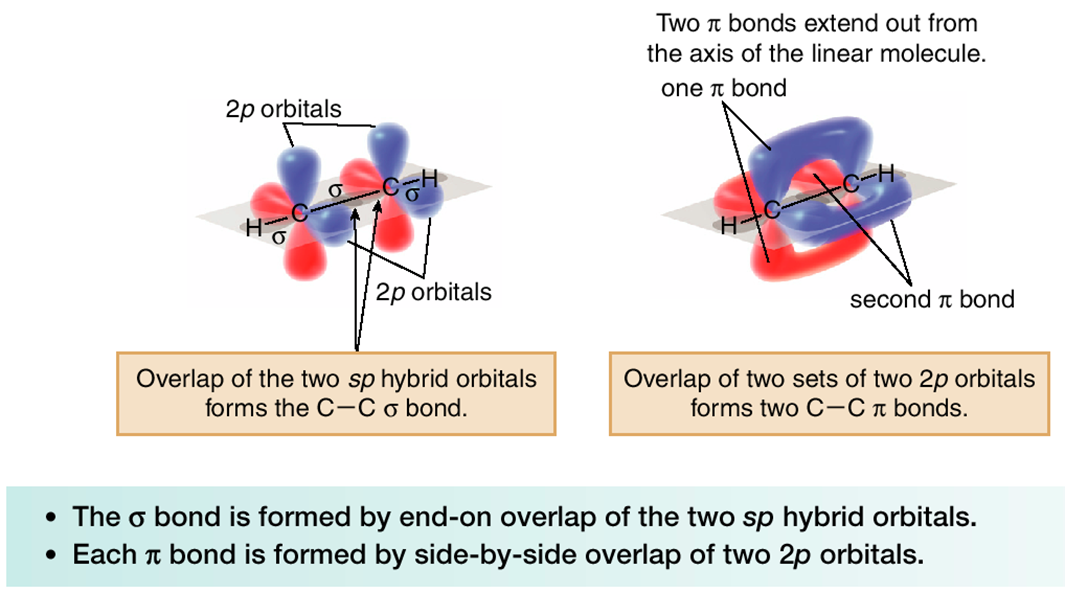 2p orbitals
σ
C
H
σ
C
H
σ
2p orbitals
Overlap of the two sp hybrid orbitals
forms the C—C σ bond.
Two π bonds extend out from
the axis of the linear molecule.
one π bond
C
H
C
H
second π bond
Overlap of two sets of two 2p orbitals
forms two C—C π bonds.
• The σ bond is formed by end-on overlap of the two sp hybrid orbitals.
• Each π bond is formed by side-by-side overlap of two 2p orbitals.